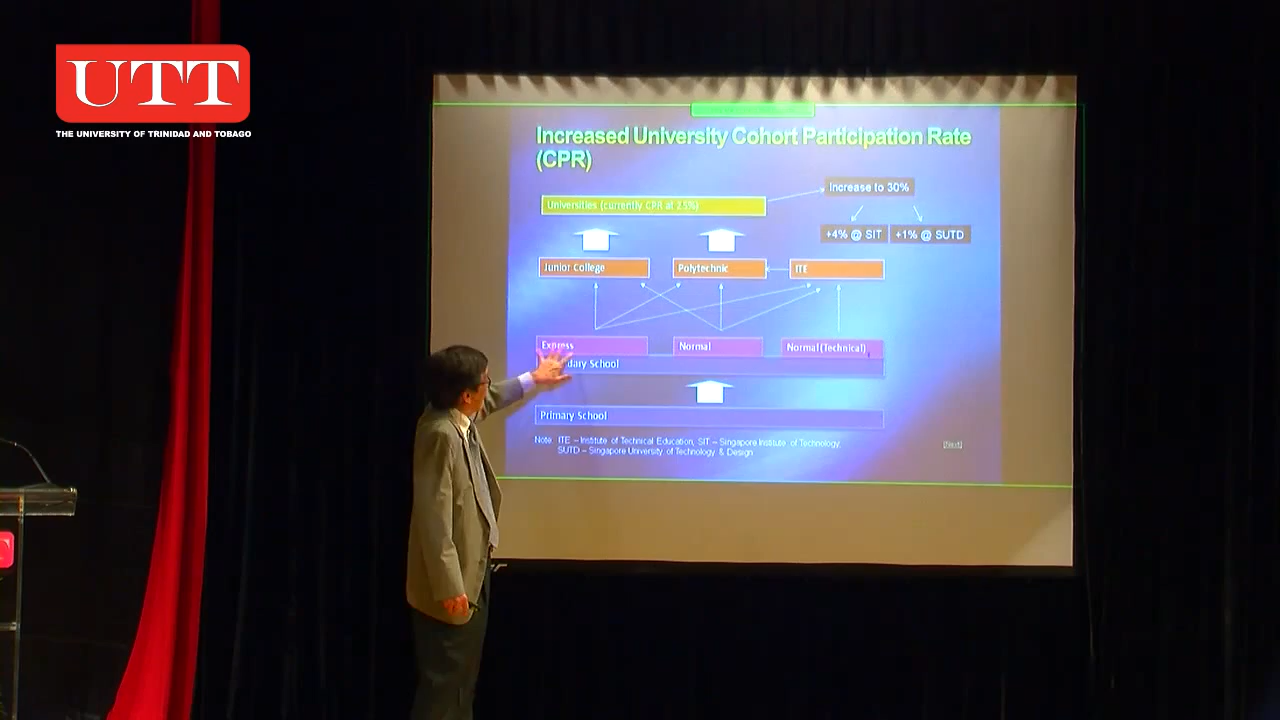 UTT
THE UNIVERSITY OF TRINIDAD AND TOBAGO
Increased University Cohort Participation Rate
(CPR)
Increase to 30%
Universities (currently CPR at 25%)
+4% @ SIT
+1% @ SUTD
Junior College
Polytechnic
ITE
Express
Normal
Normal (Technical)
School
Primary School
Note: ITE – Institute of Technical Education, SIT – Singapore Institute of Technology,
SUTD – Singapore University of Technology & Design
[Next]